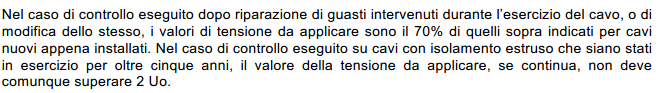 Nel caso di controllo eseguito dopo riparazione di guasti intervenuti durante l'esercizio del cavo, o di
modifica dello stesso, i valori di tensione da applicare sono il 70% di quelli sopra indicati per cavi
nuovi appena installati. Nel caso di controllo eseguito su cavi con isolamento estruso che siano stati
in esercizio per oltre cinque anni, il valore della tensione da applicare, se continua, non deve
comunque superare 2 Uo.